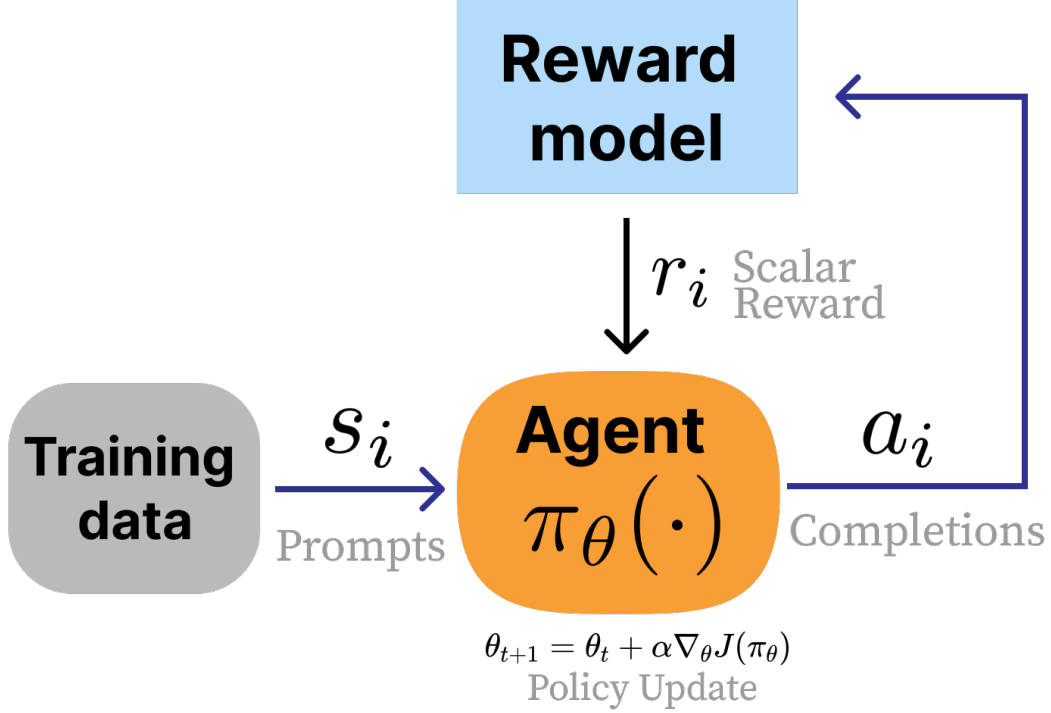 Reward
model
r_i Scalar
Reward
Training
data
s_i
Prompts
Agent
π_θ(·)
a_i
Completions
θ_{t+1} = θ_t + α∇_θJ(π_θ)
Policy Update